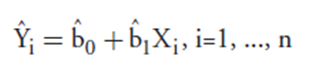 Ŷᵢ = b̂₀ + b̂₁Xᵢ, i=1, ..., n